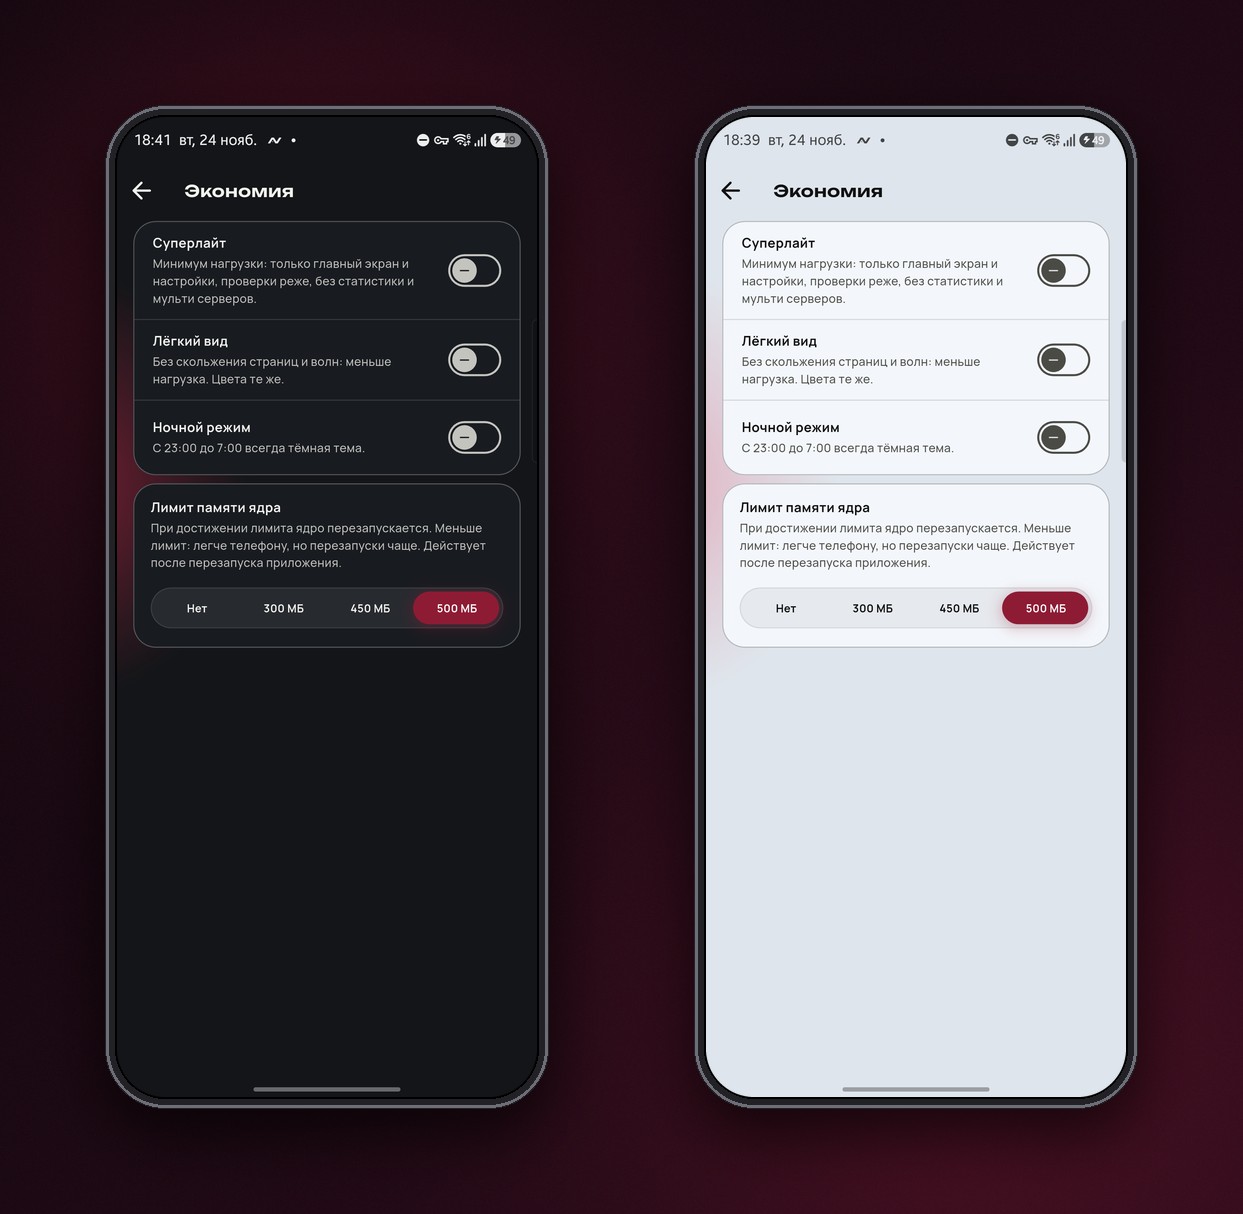 18:41 вт, 24 нояб.
49
Экономия
Суперлайт
Минимум нагрузки: только главный экран и
настройки, проверки реже, без статистики и
мульти серверов.
Лёгкий вид
Без скольжения страниц и волн: меньше
нагрузка. Цвета те же.
Ночной режим
С 23:00 до 7:00 всегда тёмная тема.
Лимит памяти ядра
При достижении лимита ядро перезапускается. Меньше
лимит: легче телефону, но перезапуски чаще. Действует
после перезапуска приложения.
Нет 300 МБ 450 МБ 500 МБ
18:39 вт, 24 нояб.
49
Экономия
Суперлайт
Минимум нагрузки: только главный экран и
настройки, проверки реже, без статистики и
мульти серверов.
Лёгкий вид
Без скольжения страниц и волн: меньше
нагрузка. Цвета те же.
Ночной режим
С 23:00 до 7:00 всегда тёмная тема.
Лимит памяти ядра
При достижении лимита ядро перезапускается. Меньше
лимит: легче телефону, но перезапуски чаще. Действует
после перезапуска приложения.
Нет 300 МБ 450 МБ 500 МБ